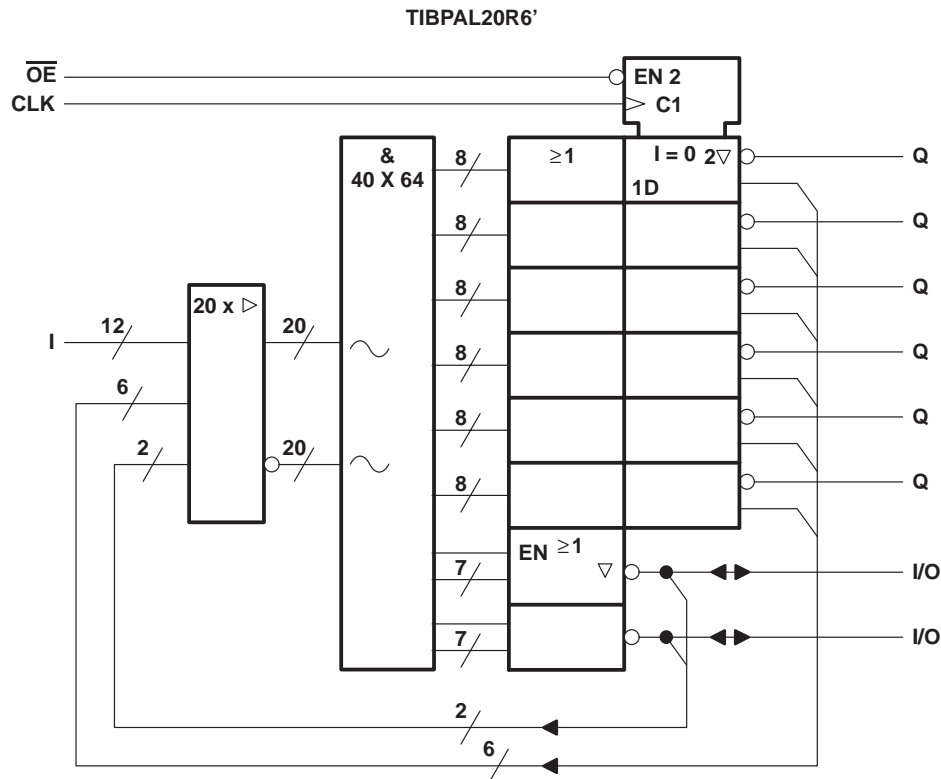 TIBPAL20R6’
OE
EN 2
CLK
C1
&
40 X 64
8
≥1
I = 0 2▽
Q
1D
8
Q
8
Q
20 x ▷
I
12
20
8
Q
6
8
Q
2
20
8
Q
EN ≥1
7
▽
I/O
7
I/O
2
6